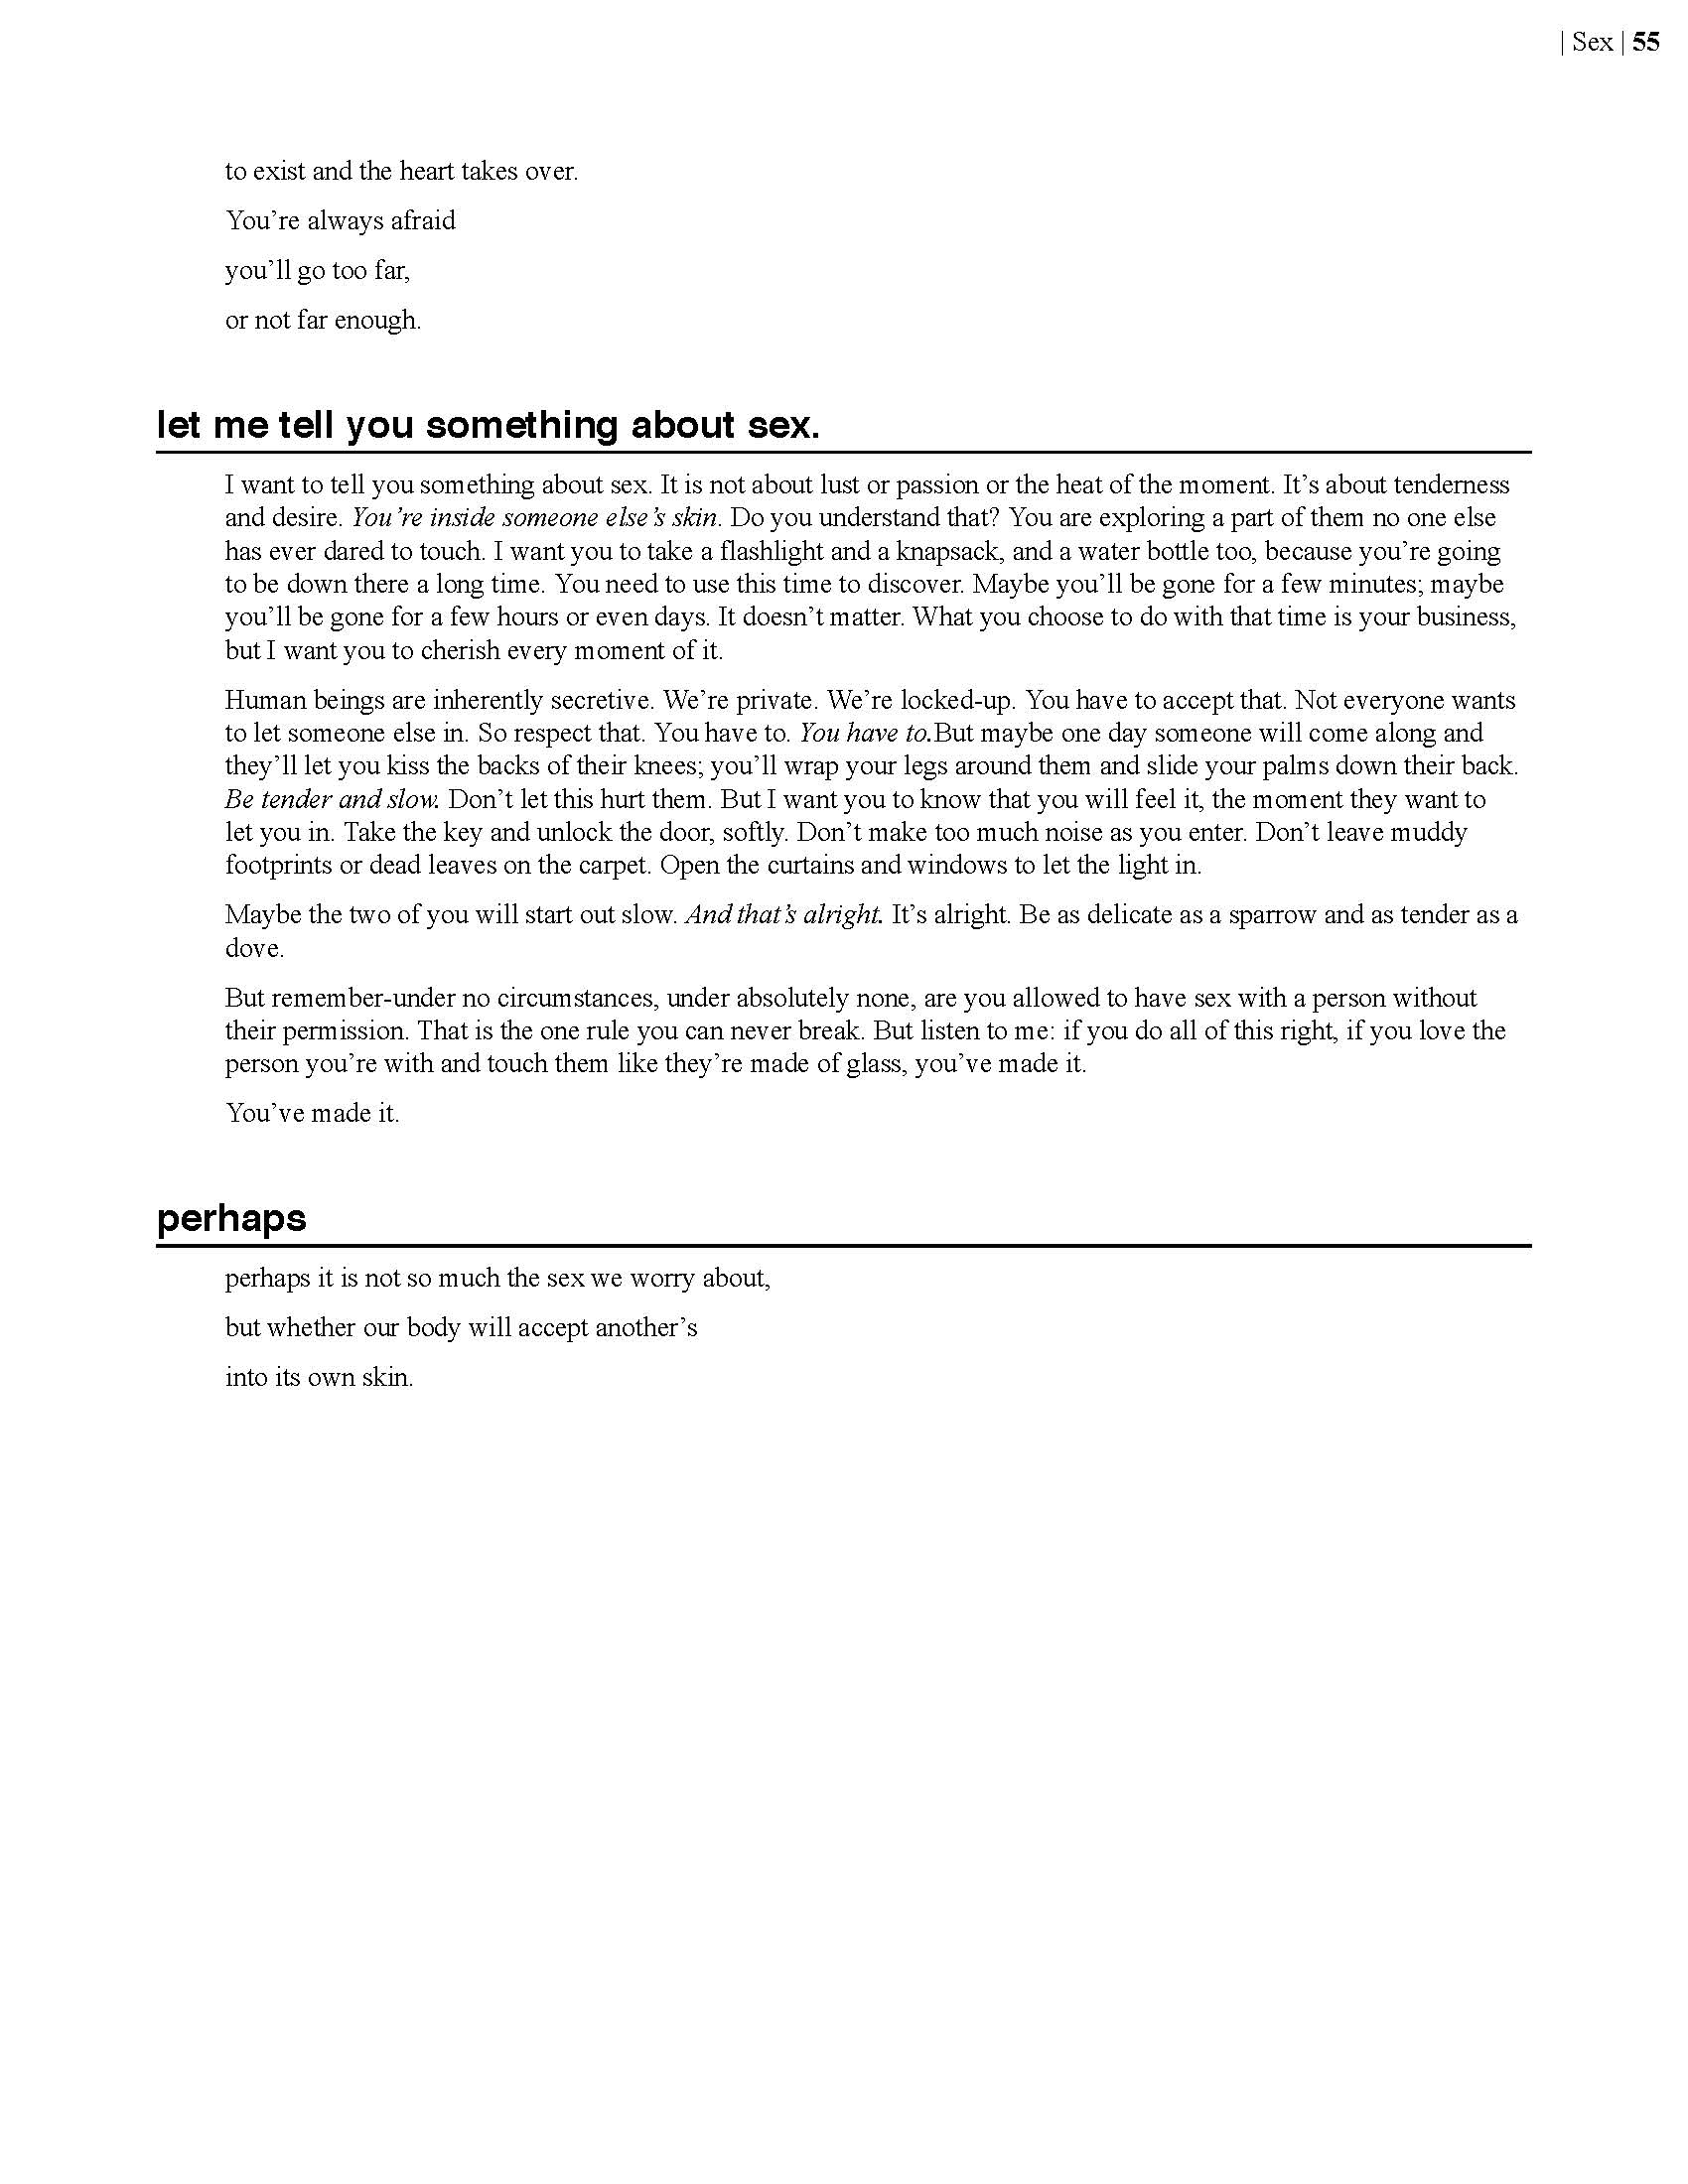 | Sex | 55
to exist and the heart takes over.
You’re always afraid
you’ll go too far,
or not far enough.
let me tell you something about sex.
I want to tell you something about sex. It is not about lust or passion or the heat of the moment. It’s about tenderness
and desire. You’re inside someone else’s skin. Do you understand that? You are exploring a part of them no one else
has ever dared to touch. I want you to take a flashlight and a knapsack, and a water bottle too, because you’re going
to be down there a long time. You need to use this time to discover. Maybe you’ll be gone for a few minutes; maybe
you’ll be gone for a few hours or even days. It doesn’t matter. What you choose to do with that time is your business,
but I want you to cherish every moment of it.
Human beings are inherently secretive. We’re private. We’re locked-up. You have to accept that. Not everyone wants
to let someone else in. So respect that. You have to. You have to.But maybe one day someone will come along and
they’ll let you kiss the backs of their knees; you’ll wrap your legs around them and slide your palms down their back.
Be tender and slow. Don’t let this hurt them. But I want you to know that you will feel it, the moment they want to
let you in. Take the key and unlock the door, softly. Don’t make too much noise as you enter. Don’t leave muddy
footprints or dead leaves on the carpet. Open the curtains and windows to let the light in.
Maybe the two of you will start out slow. And that’s alright. It’s alright. Be as delicate as a sparrow and as tender as a
dove.
But remember-under no circumstances, under absolutely none, are you allowed to have sex with a person without
their permission. That is the one rule you can never break. But listen to me: if you do all of this right, if you love the
person you’re with and touch them like they’re made of glass, you’ve made it.
You’ve made it.
perhaps
perhaps it is not so much the sex we worry about,
but whether our body will accept another’s
into its own skin.